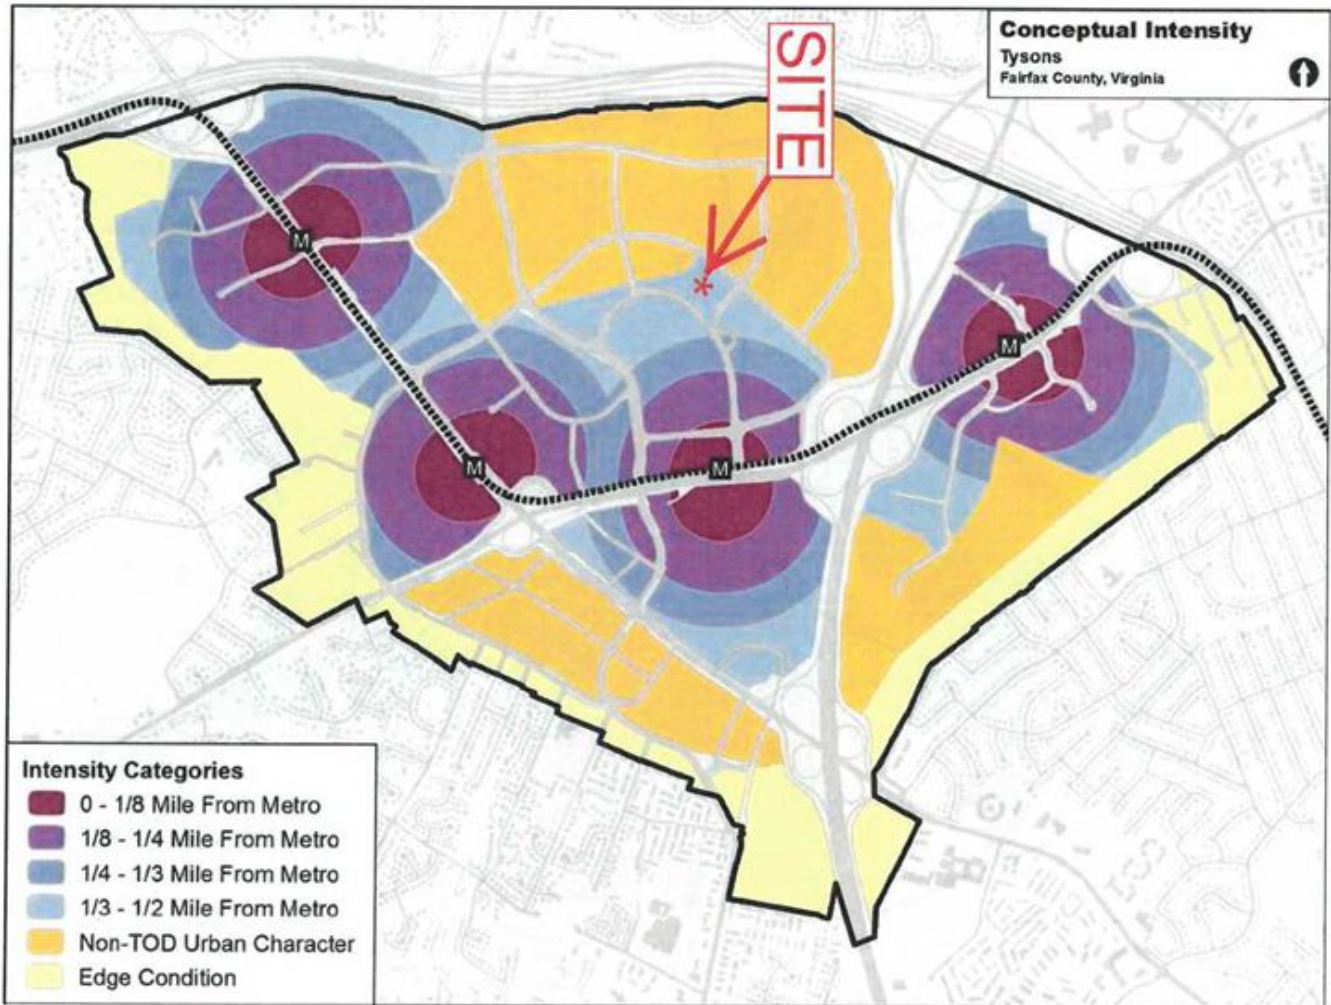 Conceptual Intensity
Tysons
Fairfax County, Virginia
SITE
*
M
M
M
M
Intensity Categories
0 - 1/8 Mile From Metro
1/8 - 1/4 Mile From Metro
1/4 - 1/3 Mile From Metro
1/3 - 1/2 Mile From Metro
Non-TOD Urban Character
Edge Condition